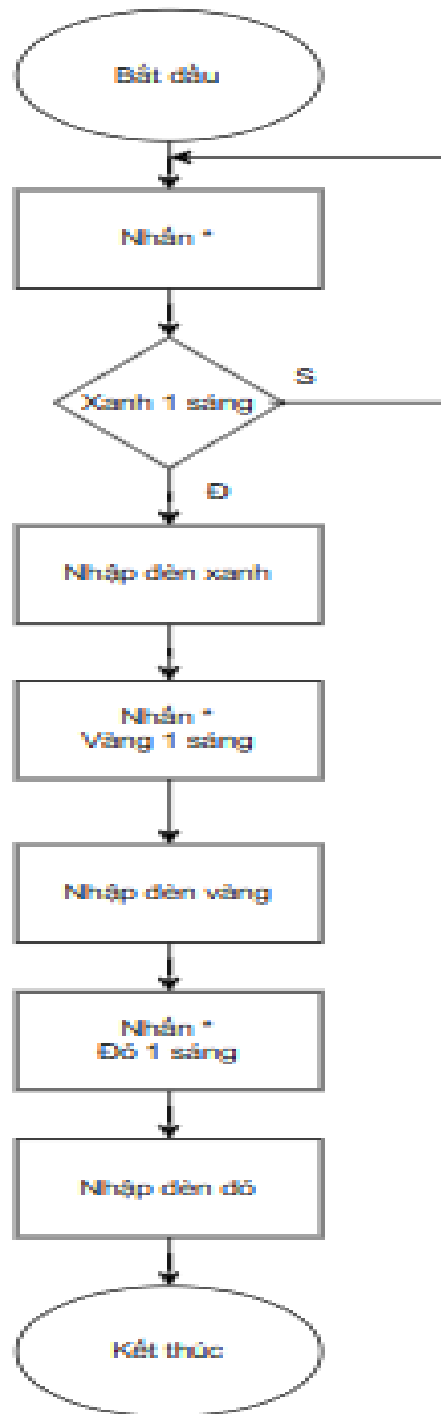 Bắt đầu
Nhấn *
Xanh 1 sáng
S
Đ
Nhập đèn xanh
Nhấn *
Vàng 1 sáng
Nhập đèn vàng
Nhấn *
Đỏ 1 sáng
Nhập đèn đỏ
Kết thúc